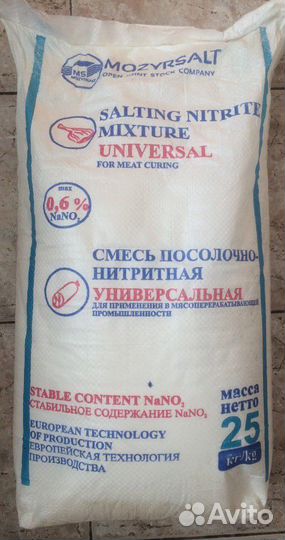 MOZYRSALT
OPEN JOINT STOCK COMPANY
MS
SALTING NITRITE
MIXTURE
UNIVERSAL
FOR MEAT CURING
max
0,6 %
NaNO₂
СМЕСЬ ПОСОЛОЧНО-
НИТРИТНАЯ
УНИВЕРСАЛЬНАЯ
ДЛЯ ПРИМЕНЕНИЯ В МЯСОПЕРЕРАБАТЫВАЮЩЕЙ
ПРОМЫШЛЕННОСТИ
STABLE CONTENT NaNO₂
СТАБИЛЬНОЕ СОДЕРЖАНИЕ NaNO₂
EUROPEAN TECHNOLOGY
OF PRODUCTION
ЕВРОПЕЙСКАЯ ТЕХНОЛОГИЯ
ПРОИЗВОДСТВА
Масса
нетто
25
кг/kg
Avito